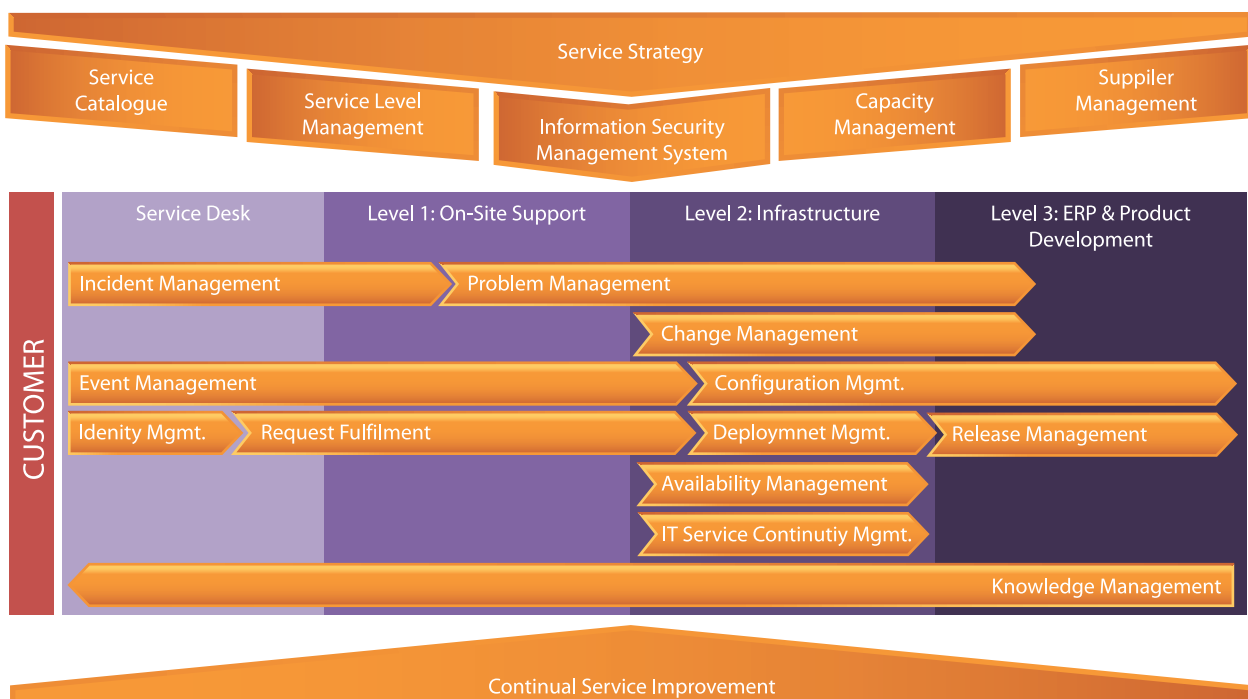 Service Strategy
Service
Catalogue
Service Level
Management
Information Security
Management System
Capacity
Management
Suppiler
Management
CUSTOMER
Service Desk
Level 1: On-Site Support
Level 2: Infrastructure
Level 3: ERP & Product
Development
Incident Management
Problem Management
Change Management
Event Management
Configuration Mgmt.
Idenity Mgmt.
Request Fulfilment
Deploymnet Mgmt.
Release Management
Availability Management
IT Service Continutiy Mgmt.
Knowledge Management
Continual Service Improvement